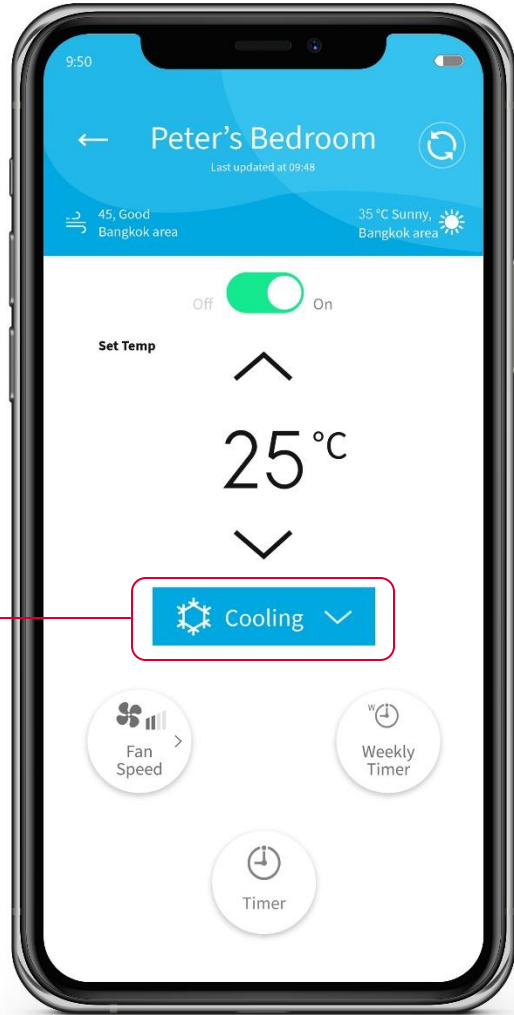 9:50
Peter's Bedroom
Last updated at 09:48
45, Good
Bangkok area
35 °C Sunny,
Bangkok area
Off
On
Set Temp
25 °C
Cooling
Fan
Speed
W
Weekly
Timer
Timer